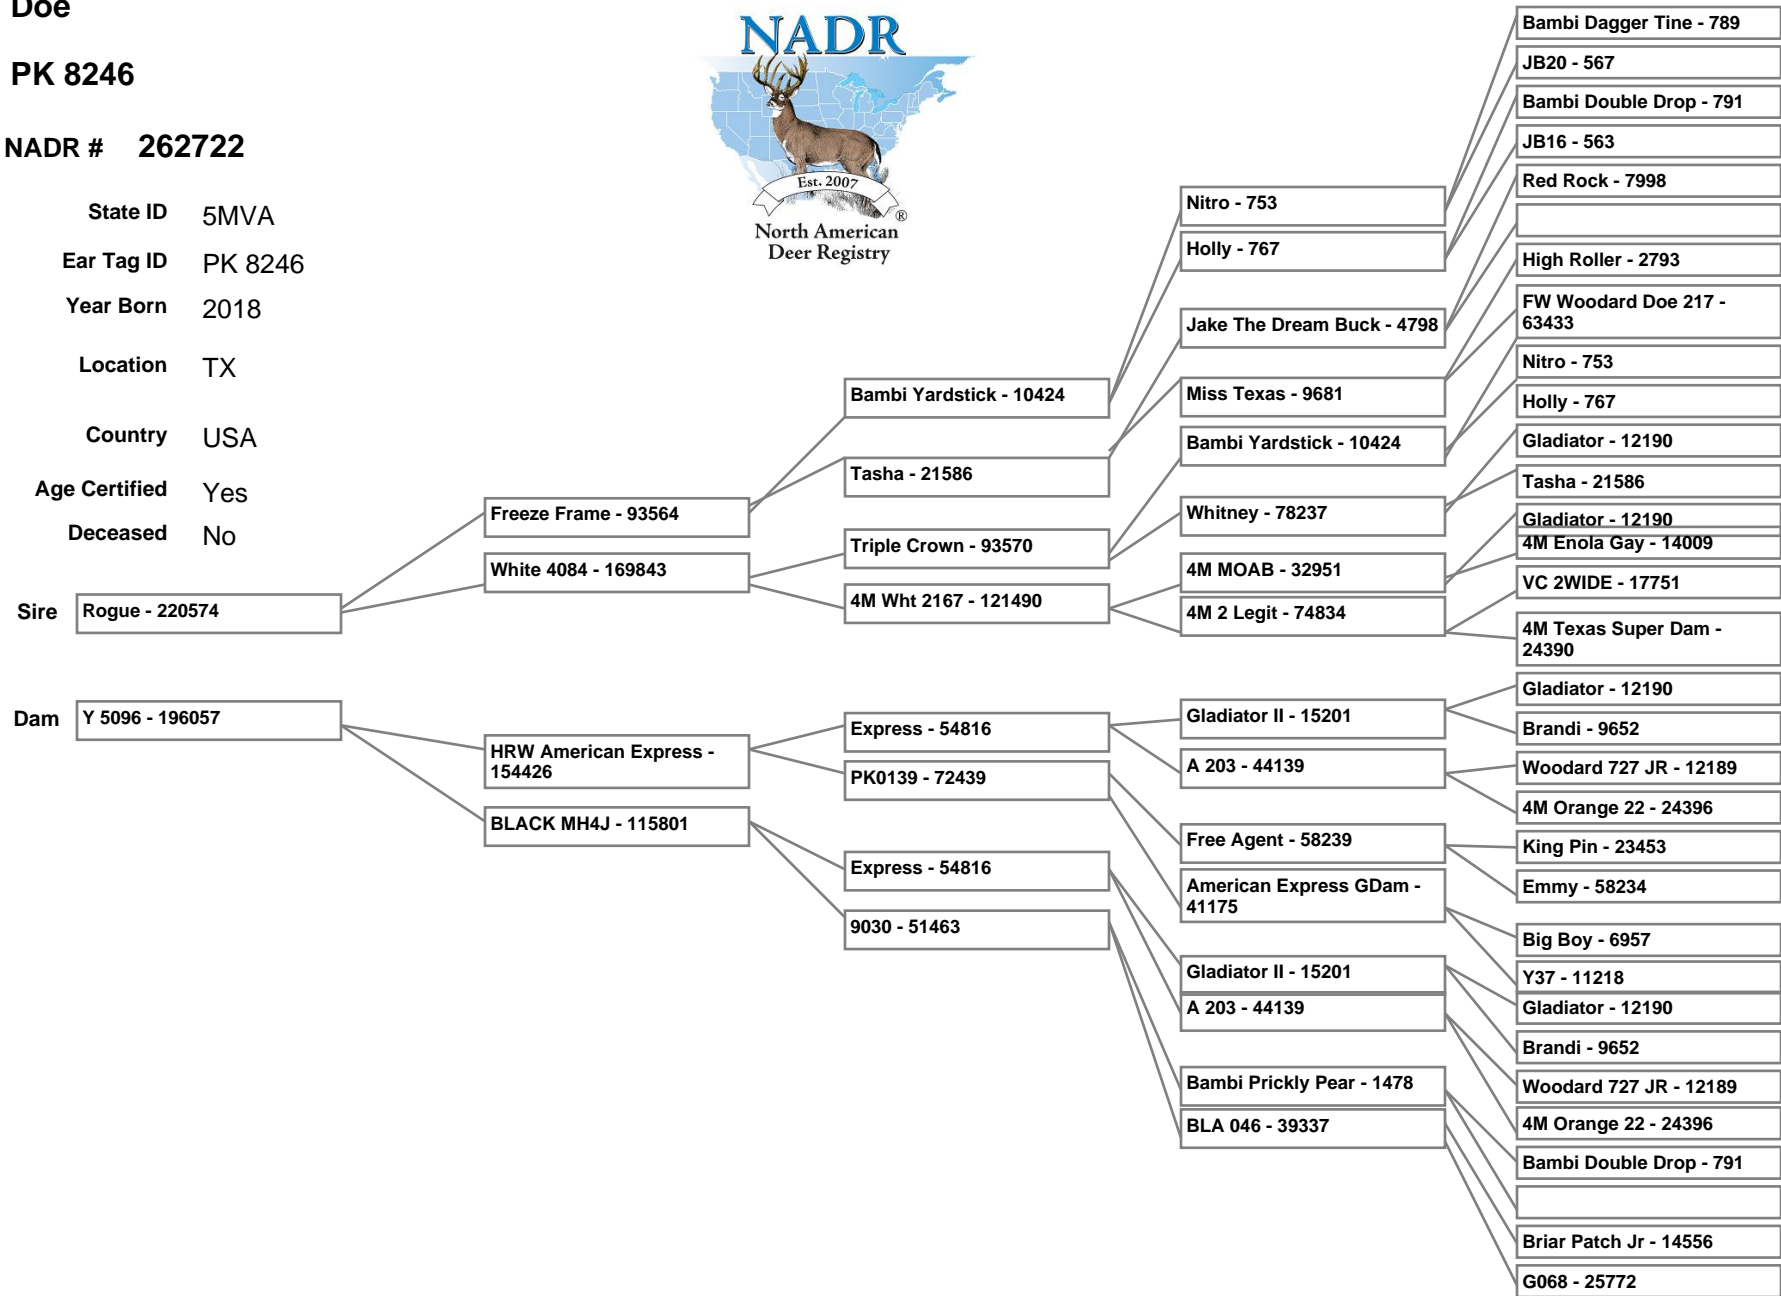 Doe
PK 8246
NADR # 262722
State ID 5MVA
Ear Tag ID PK 8246
Year Born 2018
Location TX
Country USA
Age Certified Yes
Deceased No
NADR
Est. 2007
®
North American
Deer Registry
Sire Rogue - 220574
Dam Y 5096 - 196057
Freeze Frame - 93564
White 4084 - 169843
HRW American Express -
154426
BLACK MH4J - 115801
Bambi Yardstick - 10424
Tasha - 21586
Triple Crown - 93570
4M Wht 2167 - 121490
Express - 54816
PK0139 - 72439
Express - 54816
9030 - 51463
Nitro - 753
Holly - 767
Jake The Dream Buck - 4798
Miss Texas - 9681
Bambi Yardstick - 10424
Whitney - 78237
4M MOAB - 32951
4M 2 Legit - 74834
Gladiator II - 15201
A 203 - 44139
Free Agent - 58239
American Express GDam -
41175
Gladiator II - 15201
A 203 - 44139
Bambi Prickly Pear - 1478
BLA 046 - 39337
Bambi Dagger Tine - 789
JB20 - 567
Bambi Double Drop - 791
JB16 - 563
Red Rock - 7998
High Roller - 2793
FW Woodard Doe 217 -
63433
Nitro - 753
Holly - 767
Gladiator - 12190
Tasha - 21586
Gladiator - 12190
4M Enola Gay - 14009
VC 2WIDE - 17751
4M Texas Super Dam -
24390
Gladiator - 12190
Brandi - 9652
Woodard 727 JR - 12189
4M Orange 22 - 24396
King Pin - 23453
Emmy - 58234
Big Boy - 6957
Y37 - 11218
Gladiator - 12190
Brandi - 9652
Woodard 727 JR - 12189
4M Orange 22 - 24396
Bambi Double Drop - 791
Briar Patch Jr - 14556
G068 - 25772